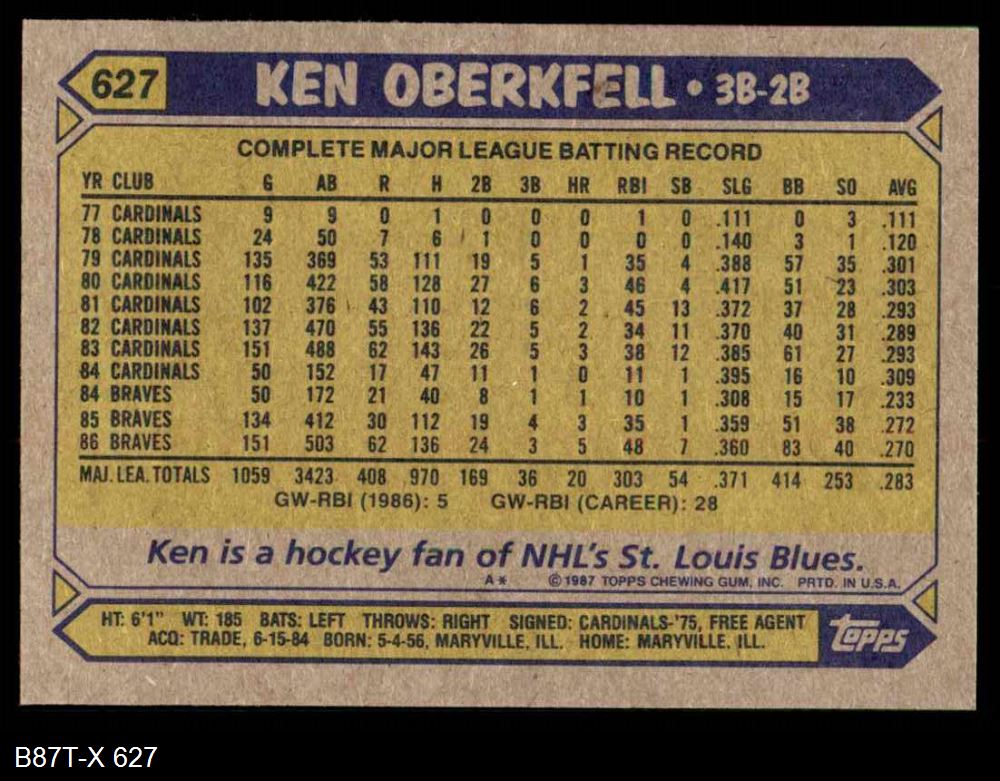 627 KEN OBERKFELL • 3B-2B
COMPLETE MAJOR LEAGUE BATTING RECORD
YR CLUB G AB R H 2B 3B HR RBI SB SLG BB SO AVG
77 CARDINALS 9 9 0 1 0 0 0 1 0 .111 0 3 .111
78 CARDINALS 24 50 7 6 1 0 0 0 0 .140 3 1 .120
79 CARDINALS 135 369 53 111 19 5 1 35 4 .388 57 35 .301
80 CARDINALS 116 422 58 128 27 6 3 46 4 .417 51 23 .303
81 CARDINALS 102 376 43 110 12 6 2 45 13 .372 37 28 .293
82 CARDINALS 137 470 55 136 22 5 2 34 11 .370 40 31 .289
83 CARDINALS 151 488 62 143 26 5 3 38 12 .385 61 27 .293
84 CARDINALS 50 152 17 47 11 1 0 11 1 .395 16 10 .309
84 BRAVES 50 172 21 40 8 1 1 10 1 .308 15 17 .233
85 BRAVES 134 412 30 112 19 4 3 35 1 .359 51 38 .272
86 BRAVES 151 503 62 136 24 3 5 48 7 .360 83 40 .270
MAJ. LEA. TOTALS 1059 3423 408 970 169 36 20 303 54 .371 414 253 .283
GW-RBI (1986): 5 GW-RBI (CAREER): 28
Ken is a hockey fan of NHL's St. Louis Blues.
A* © 1987 TOPPS CHEWING GUM, INC. PRTD. IN U.S.A.
HT: 6'1" WT: 185 BATS: LEFT THROWS: RIGHT SIGNED: CARDINALS-'75, FREE AGENT
ACQ: TRADE, 6-15-84 BORN: 5-4-56, MARYVILLE, ILL. HOME: MARYVILLE, ILL.
topps
B87T-X 627